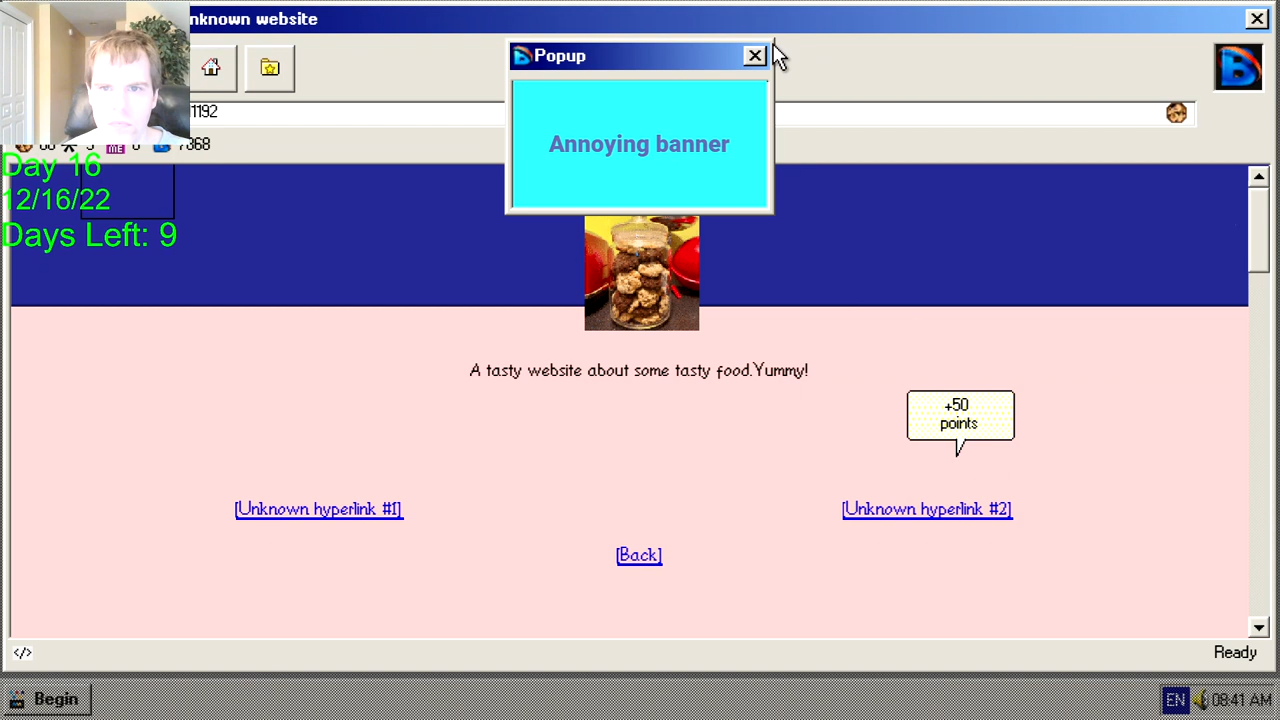 nknown website
Popup
1192
Annoying banner
7868
Day 16
12/16/22
Days Left: 9
A tasty website about some tasty food.Yummy!
+50
points
[Unknown hyperlink #1]
[Unknown hyperlink #2]
[Back]
</>
Ready
Begin
EN
08:41 AM